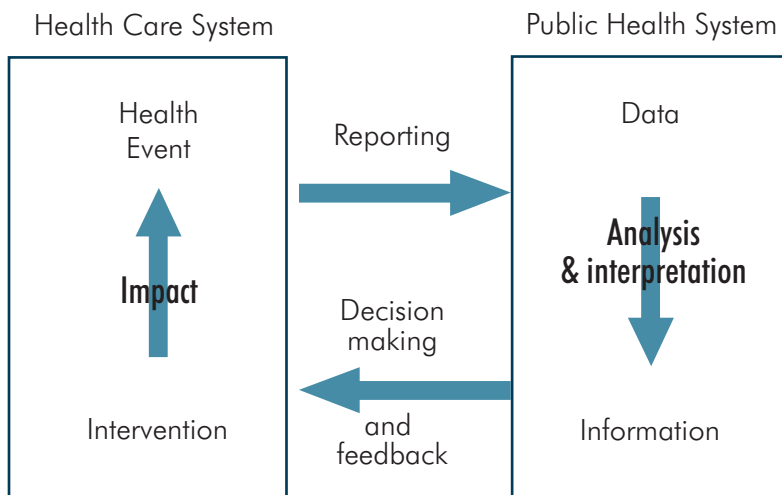 Health Care System
Public Health System
Health
Event
Reporting
Data
Impact
Analysis
& interpretation
Decision
making
Intervention
and
feedback
Information